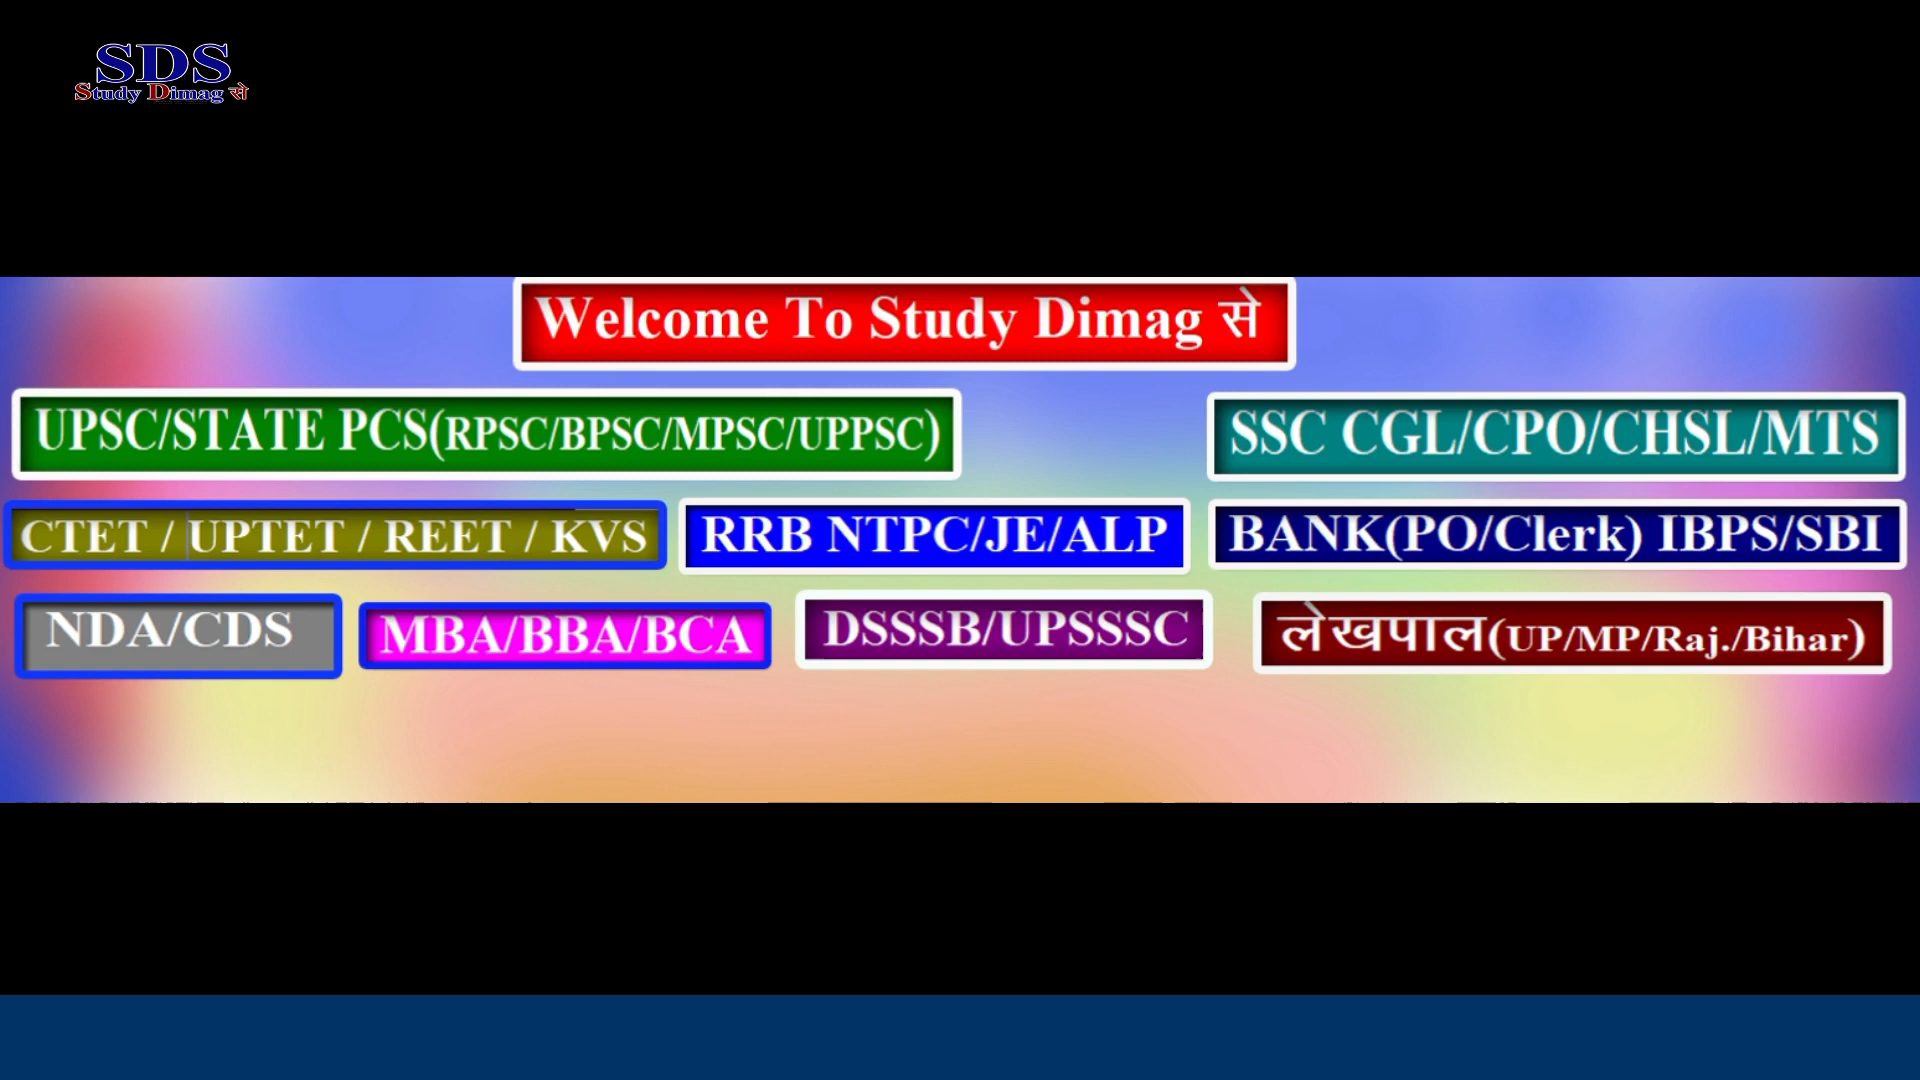 SDS
Study Dimag से
Welcome To Study Dimag से
UPSC/STATE PCS(RPSC/BPSC/MPSC/UPPSC)
SSC CGL/CPO/CHSL/MTS
CTET / UPTET / REET / KVS
RRB NTPC/JE/ALP
BANK(PO/Clerk) IBPS/SBI
NDA/CDS
MBA/BBA/BCA
DSSSB/UPSSSC
लेखपाल(UP/MP/Raj./Bihar)